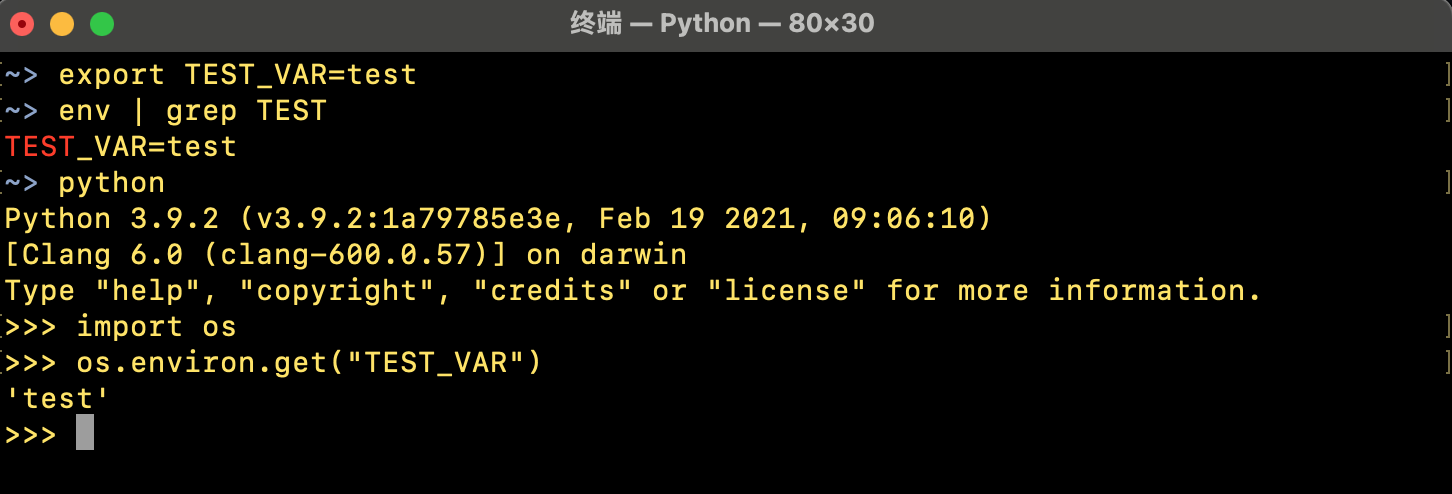 终端 — Python — 80×30
~> export TEST_VAR=test
~> env | grep TEST
TEST_VAR=test
~> python
Python 3.9.2 (v3.9.2:1a79785e3e, Feb 19 2021, 09:06:10)
[Clang 6.0 (clang-600.0.57)] on darwin
Type "help", "copyright", "credits" or "license" for more information.
>>> import os
>>> os.environ.get("TEST_VAR")
'test'
>>>